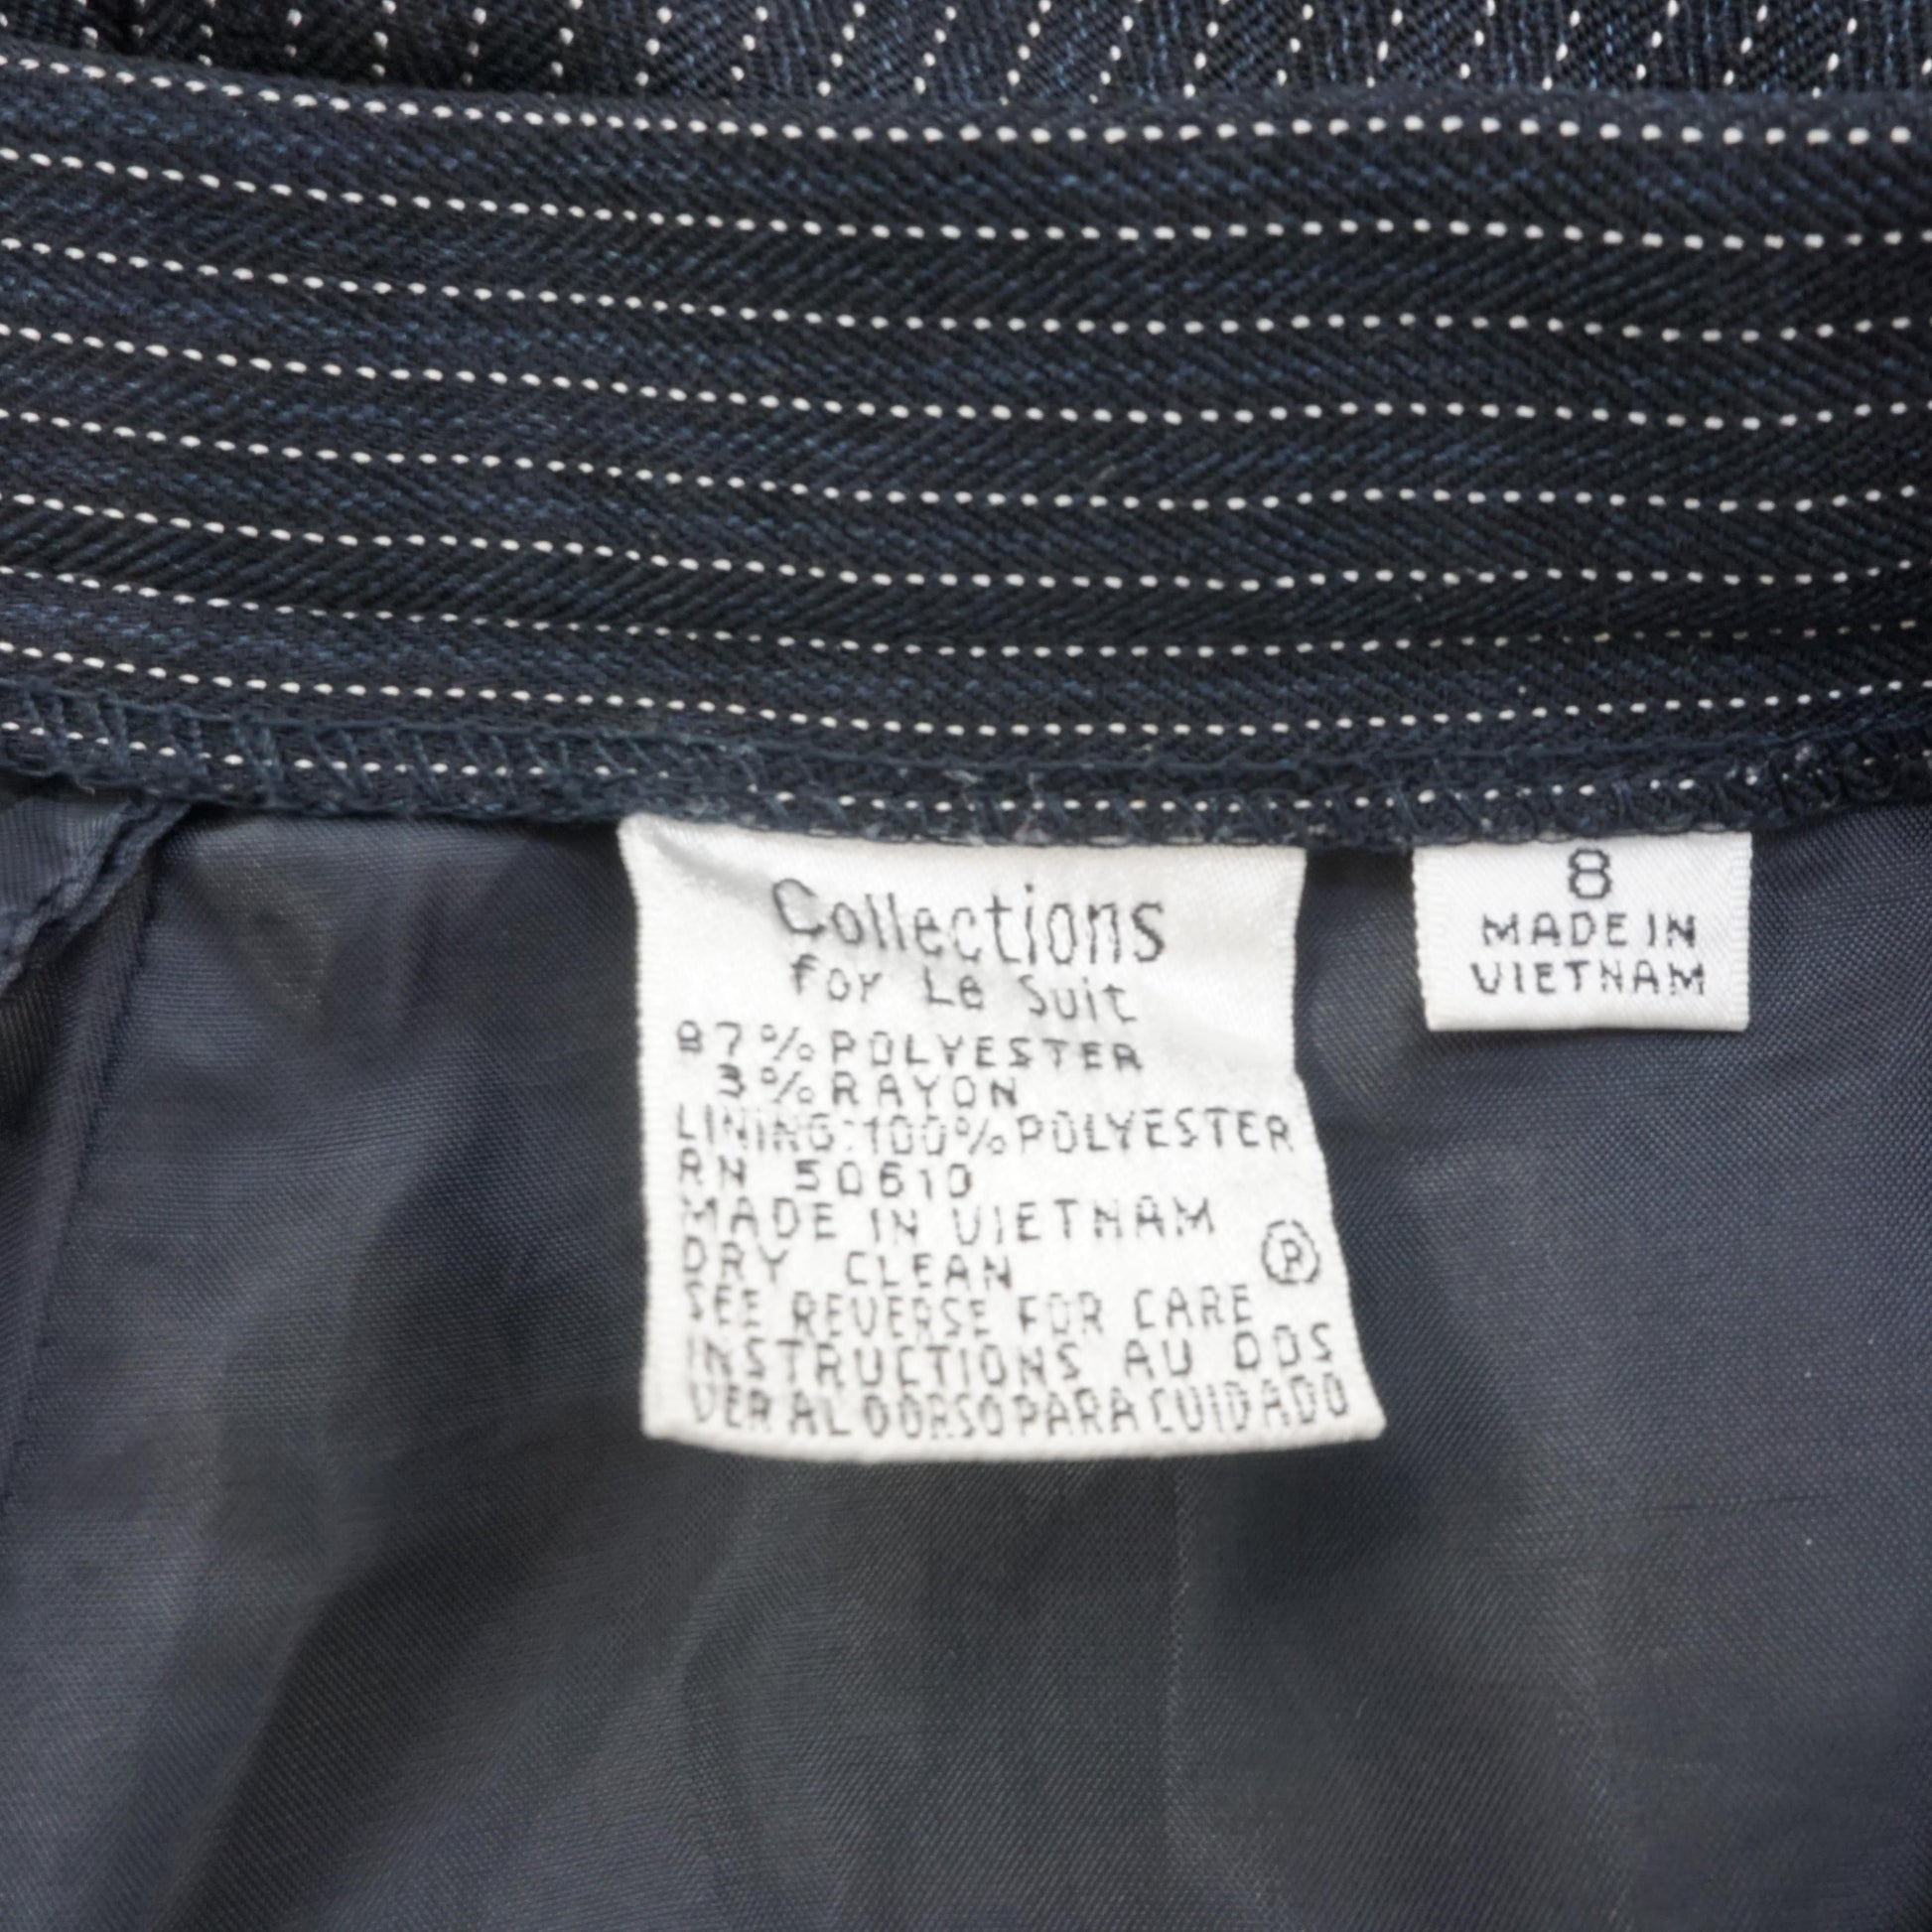 Collections
for Le Suit
97%POLYESTER
3%RAYON
LINING:100%POLYESTER
RN 50610
MADE IN VIETNAM
DRY CLEAN Ⓟ
SEE REVERSE FOR CARE
INSTRUCTIONS AU DOS
VER AL DORSO PARA CUIDADO
8
MADE IN
VIETNAM